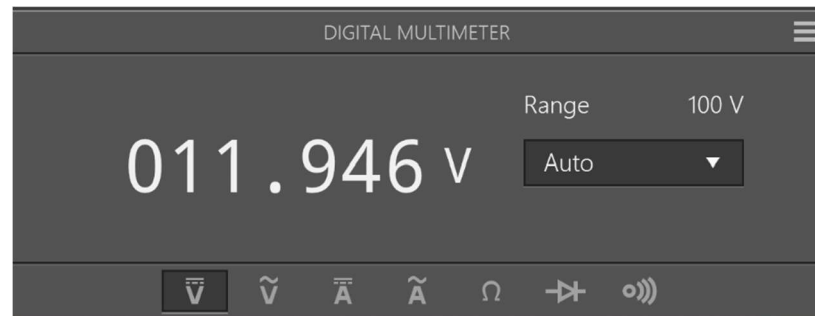 DIGITAL MULTIMETER
Range 100 V
011.946 V
Auto
V V A A Ω